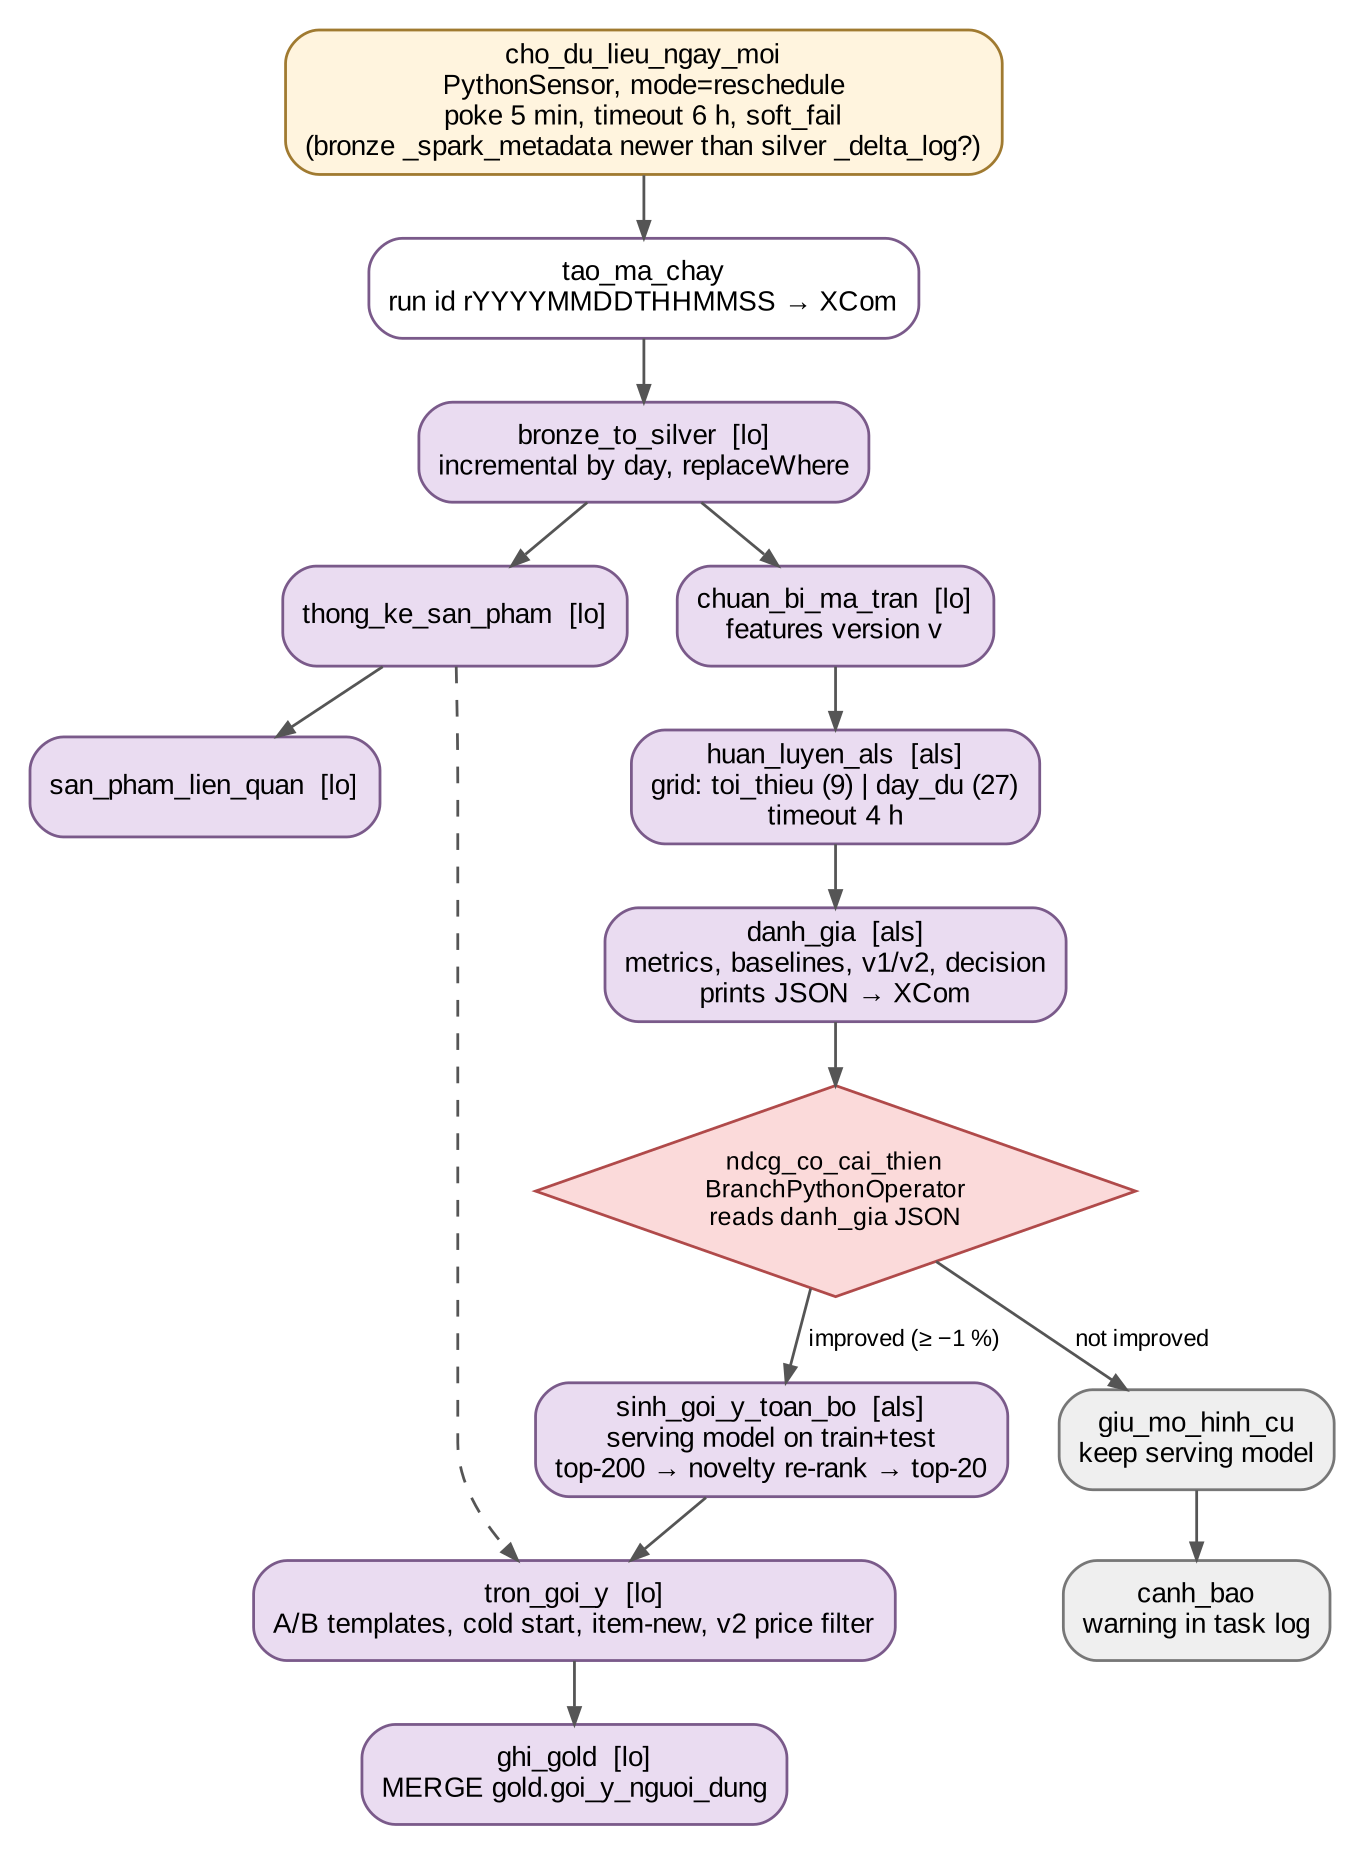 cho_du_lieu_ngay_moi
PythonSensor, mode=reschedule
poke 5 min, timeout 6 h, soft_fail
(bronze _spark_metadata newer than silver _delta_log?)
tao_ma_chay
run id rYYYYMMDDTHHMMSS → XCom
bronze_to_silver [lo]
incremental by day, replaceWhere
thong_ke_san_pham [lo]
chuan_bi_ma_tran [lo]
features version v
san_pham_lien_quan [lo]
huan_luyen_als [als]
grid: toi_thieu (9) | day_du (27)
timeout 4 h
danh_gia [als]
metrics, baselines, v1/v2, decision
prints JSON → XCom
ndcg_co_cai_thien
BranchPythonOperator
reads danh_gia JSON
improved (≥ −1 %)
not improved
sinh_goi_y_toan_bo [als]
serving model on train+test
top-200 → novelty re-rank → top-20
giu_mo_hinh_cu
keep serving model
tron_goi_y [lo]
A/B templates, cold start, item-new, v2 price filter
canh_bao
warning in task log
ghi_gold [lo]
MERGE gold.goi_y_nguoi_dung